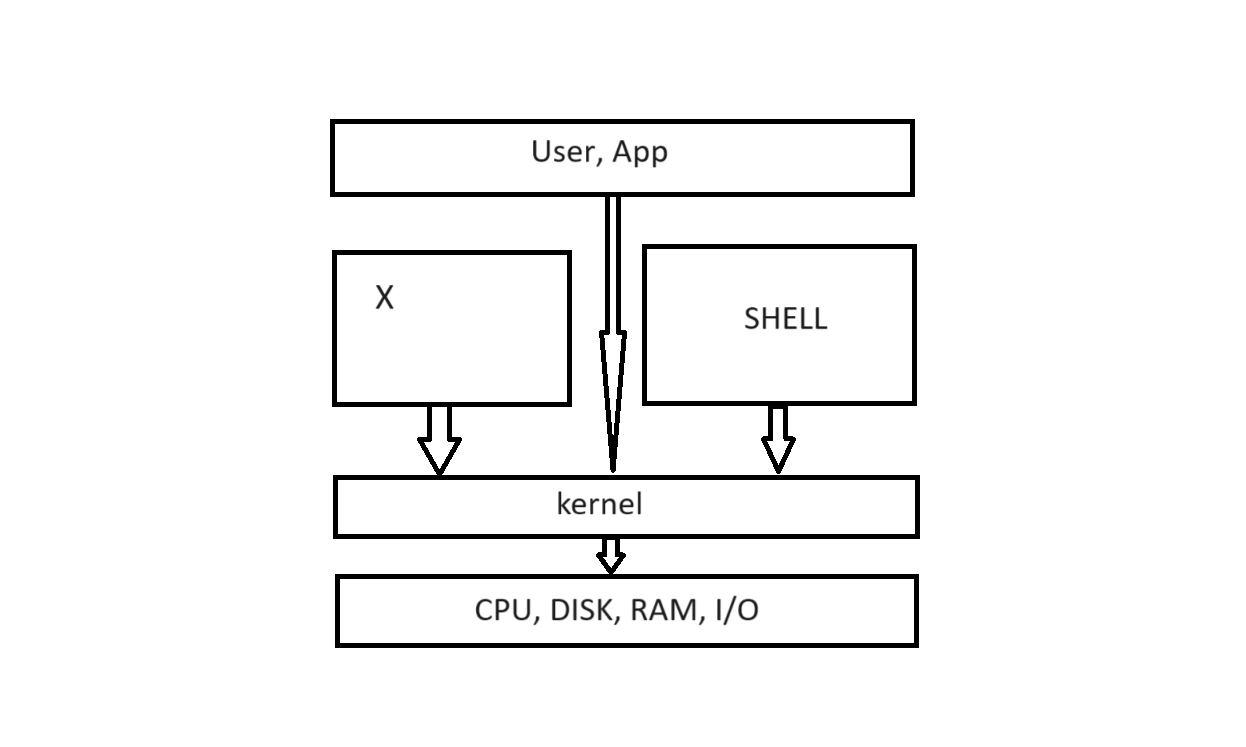 User, App
X
SHELL
kernel
CPU, DISK, RAM, I/O